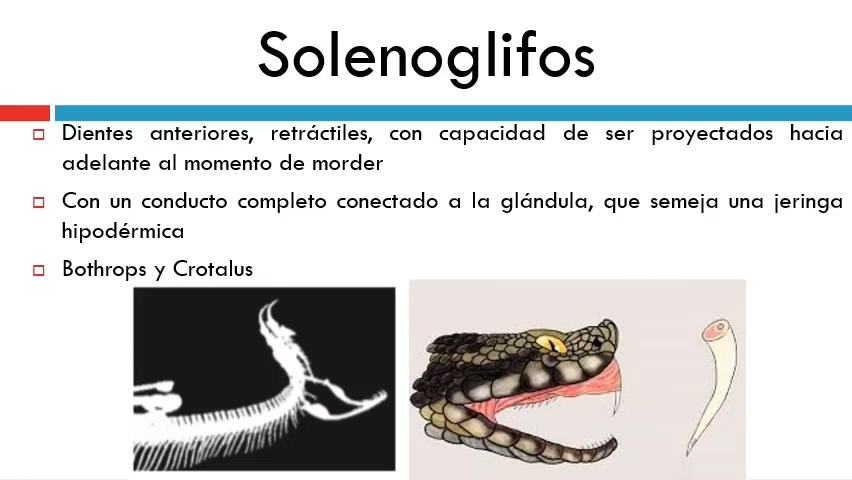 Solenoglifos
Dientes anteriores, retráctiles, con capacidad de ser proyectados hacia
adelante al momento de morder
Con un conducto completo conectado a la glándula, que semeja una jeringa
hipodérmica
Bothrops y Crotalus